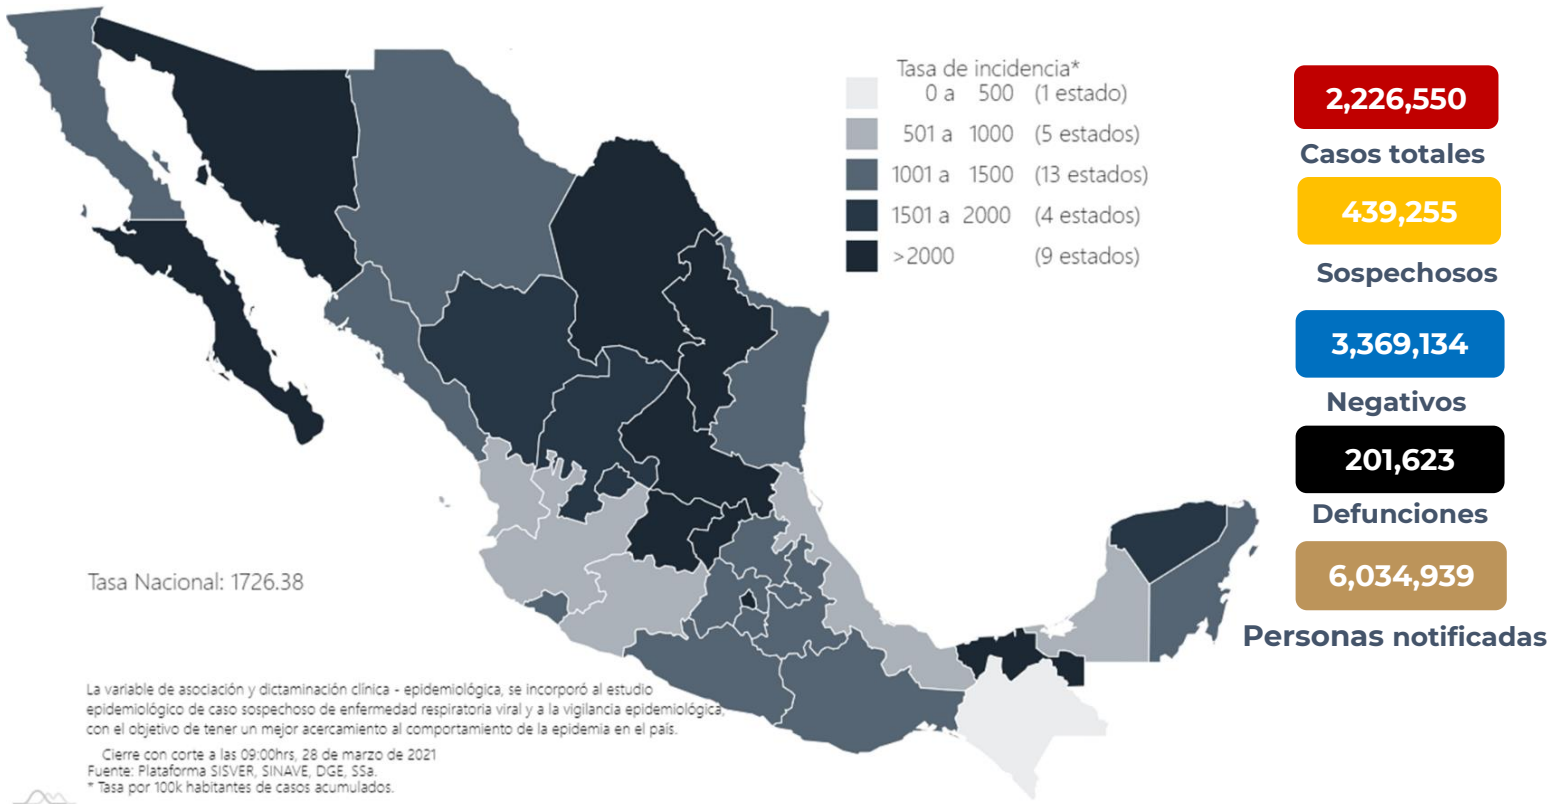 Tasa de incidencia*
0 a 500 (1 estado)
501 a 1000 (5 estados)
1001 a 1500 (13 estados)
1501 a 2000 (4 estados)
>2000 (9 estados)
2,226,550
Casos totales
439,255
Sospechosos
3,369,134
Negativos
201,623
Defunciones
6,034,939
Personas notificadas
Tasa Nacional: 1726.38
La variable de asociación y dictaminación clínica - epidemiológica, se incorporó al estudio
epidemiológico de caso sospechoso de enfermedad respiratoria viral y a la vigilancia epidemiológica,
con el objetivo de tener un mejor acercamiento al comportamiento de la epidemia en el país.
Cierre con corte a las 09:00hrs, 28 de marzo de 2021
Fuente: Plataforma SISVER, SINAVE, DGE, SSa.
* Tasa por 100k habitantes de casos acumulados.